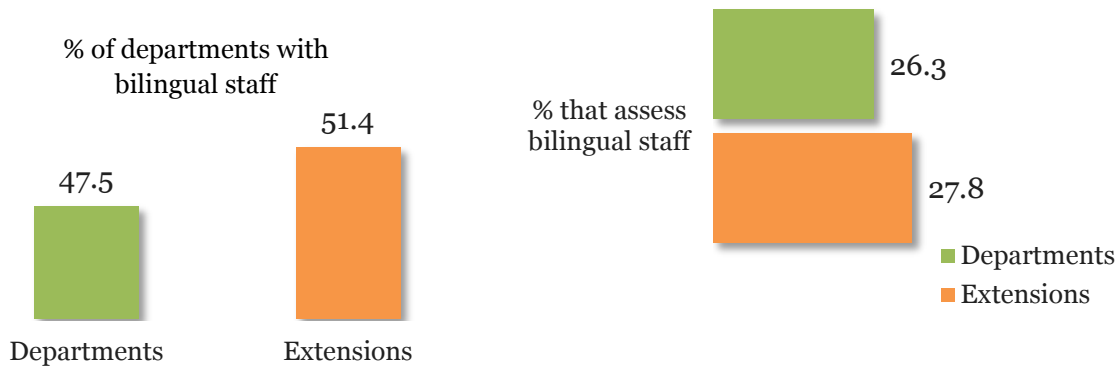 % of departments with
bilingual staff
47.5
51.4
Departments
Extensions
% that assess
bilingual staff
26.3
27.8
Departments
Extensions